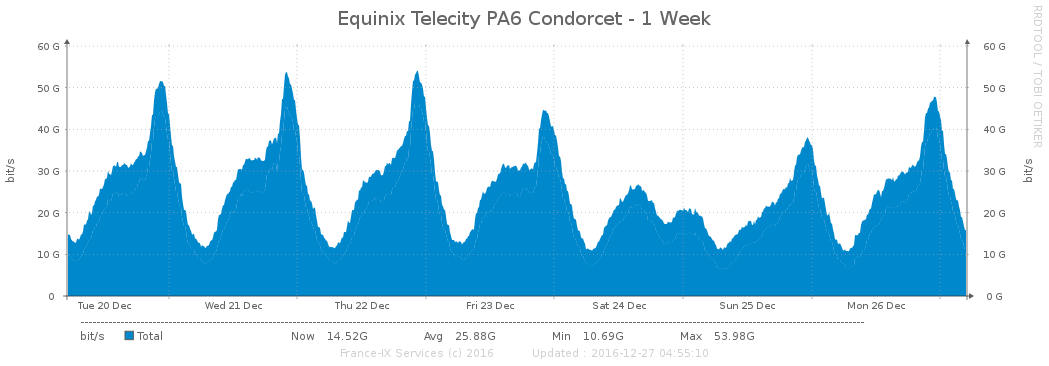 Equinix Telecity PA6 Condorcet - 1 Week
RRDTOOL / TOBI OETIKER
60 G 60 G
50 G 50 G
40 G 40 G
30 G 30 G
20 G 20 G
10 G 10 G
0 0 G
bit/s bit/s
Tue 20 Dec Wed 21 Dec Thu 22 Dec Fri 23 Dec Sat 24 Dec Sun 25 Dec Mon 26 Dec
bit/s Total Now 14.52G Avg 25.88G Min 10.69G Max 53.98G
France-IX Services (c) 2016 Updated : 2016-12-27 04:55:10